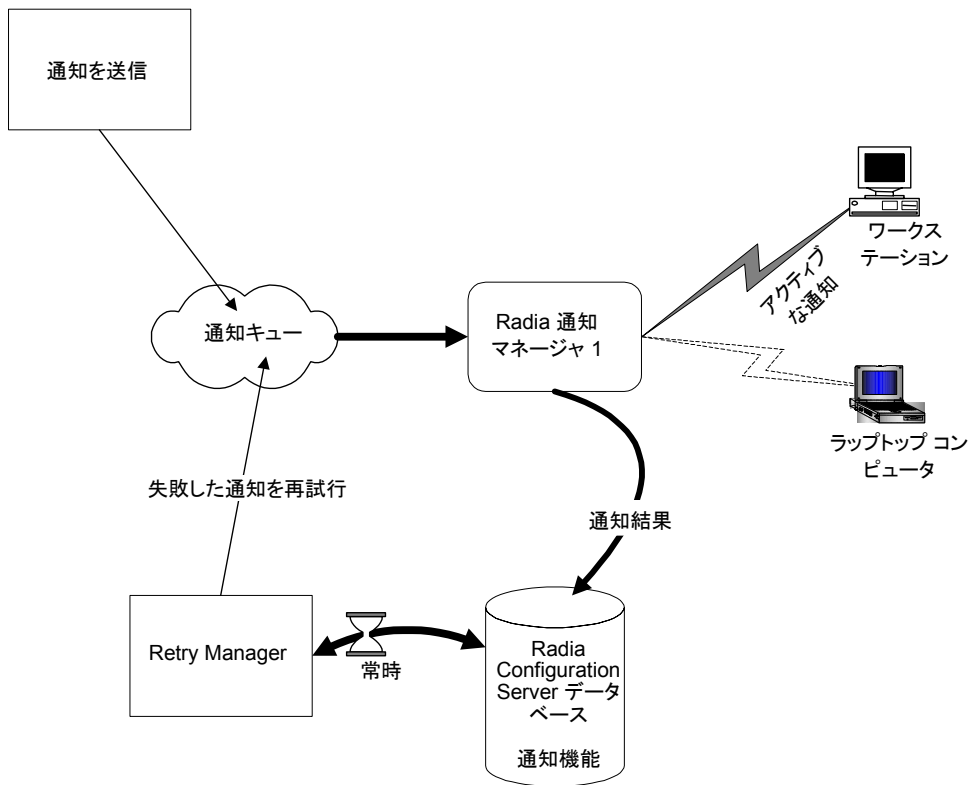 通知を送信
ワークス
テーション
アクティブ
な通知
通知キュー
Radia 通知
マネージャ 1
ラップトップ コン
ピュータ
失敗した通知を再試行
通知結果
Retry Manager
常時
Radia
Configuration
Server データ
ベース
通知機能